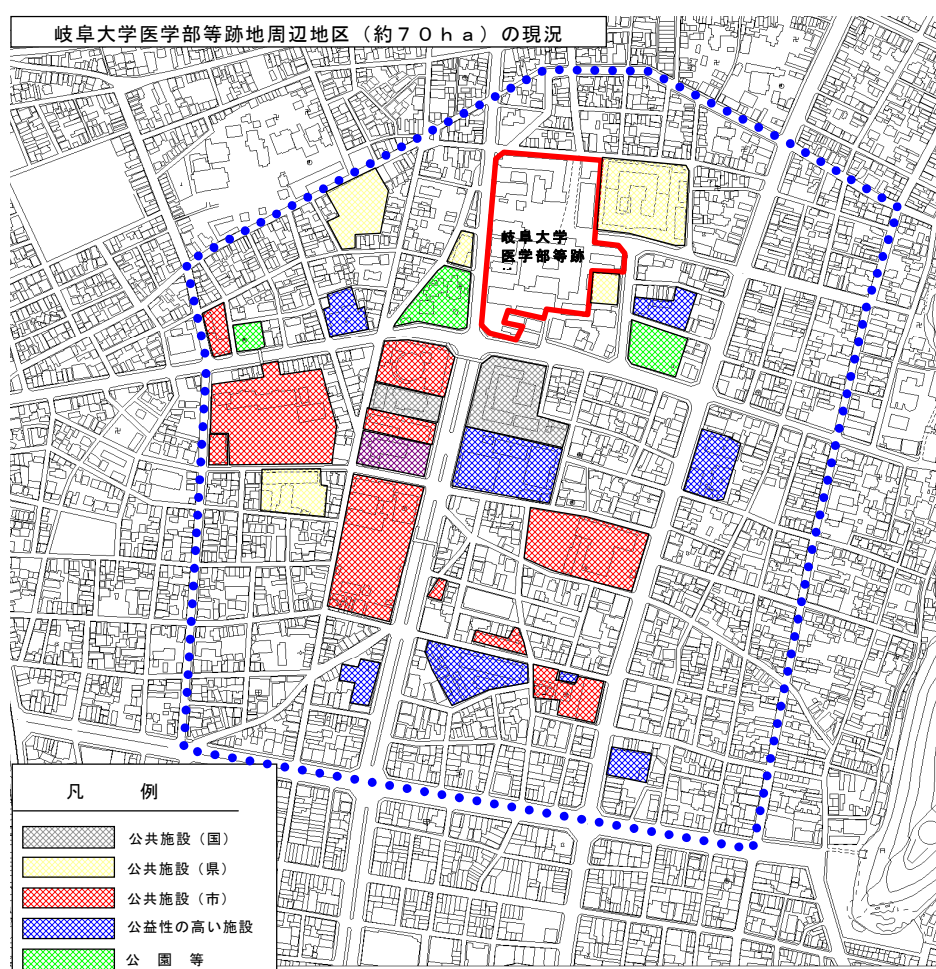 岐阜大学医学部等跡地周辺地区（約７０ｈａ）の現況
岐阜大学
医学部等跡
凡　例
公共施設（国）
公共施設（県）
公共施設（市）
公益性の高い施設
公　園　等